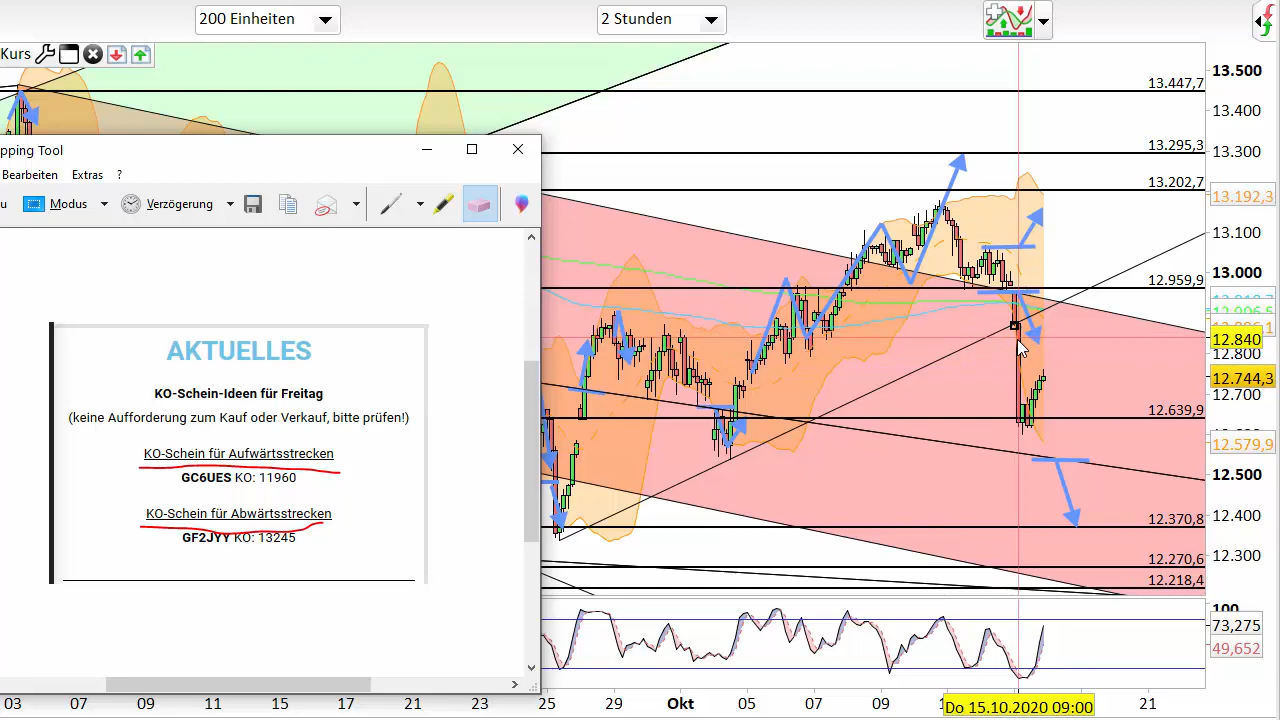 200 Einheiten
2 Stunden
Kurs
pping Tool
Bearbeiten Extras ?
u Modus Verzögerung
AKTUELLES
KO-Schein-Ideen für Freitag
(keine Aufforderung zum Kauf oder Verkauf, bitte prüfen!)
KO-Schein für Aufwärtsstrecken
GC6UES KO: 11960
KO-Schein für Abwärtsstrecken
GF2JYY KO: 13245
13.447,7
13.295,3
13.202,7
12.959,9
12.639,9
12.370,8
12.270,6
12.218,4
13.500
13.400
13.300
13.192,3
13.100
13.000
12.840
12.800
12.744,3
12.700
12.579,9
12.500
12.400
12.300
100
73,275
49,652
03 07 09 11 13 15 17 21 23 25 29 Okt 05 07 09 Do 15.10.2020 09:00 21